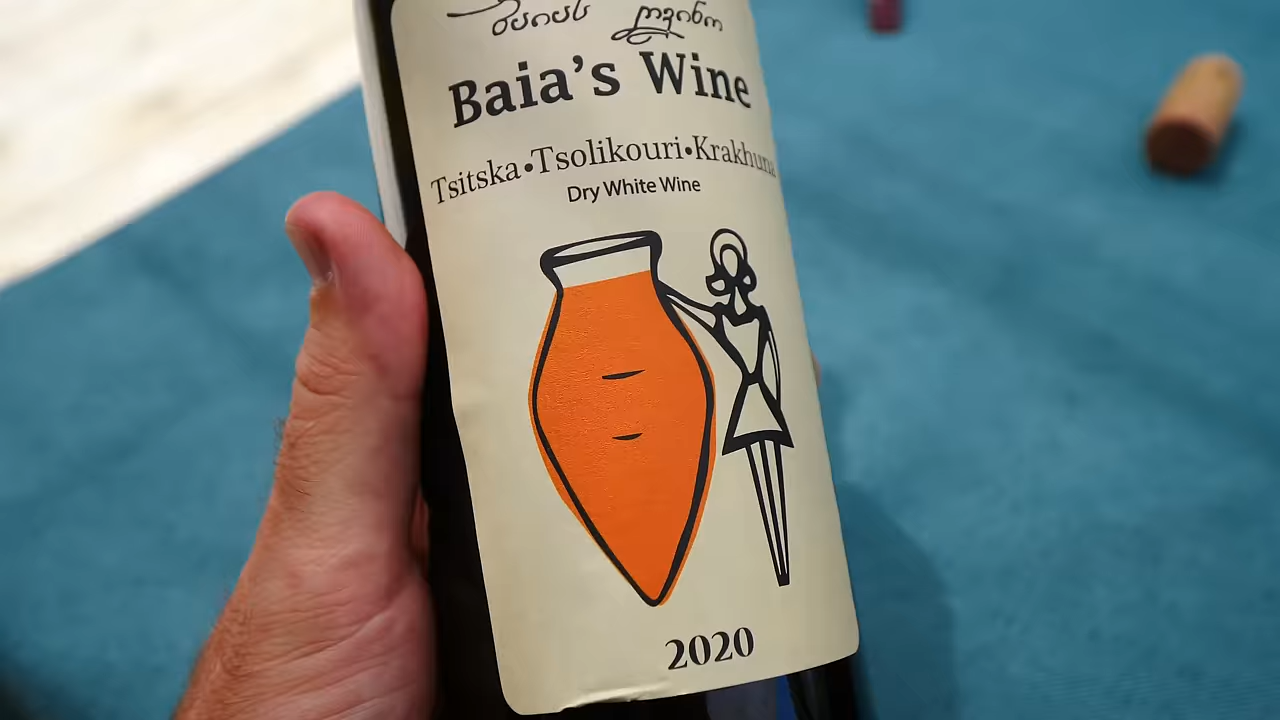 ბაიას ღვინო
Baia's Wine
Tsitska•Tsolikouri•Krakhuna
Dry White Wine
2020